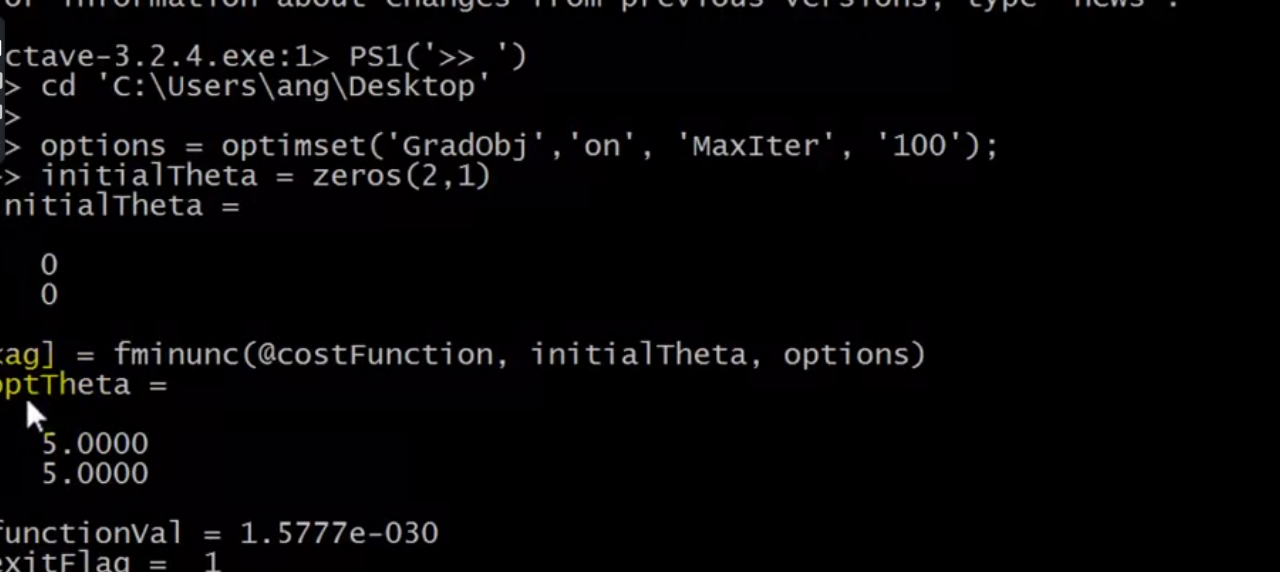 or information about changes from previous versions, type 'news'.
ctave-3.2.4.exe:1> PS1('>> ')
> cd 'C:\Users\ang\Desktop'
>
> options = optimset('GradObj','on', 'MaxIter', '100');
>> initialTheta = zeros(2,1)
nitialTheta =
0
0
ag] = fminunc(@costFunction, initialTheta, options)
optTheta =
5.0000
5.0000
functionVal = 1.5777e-030
exitFlag = 1